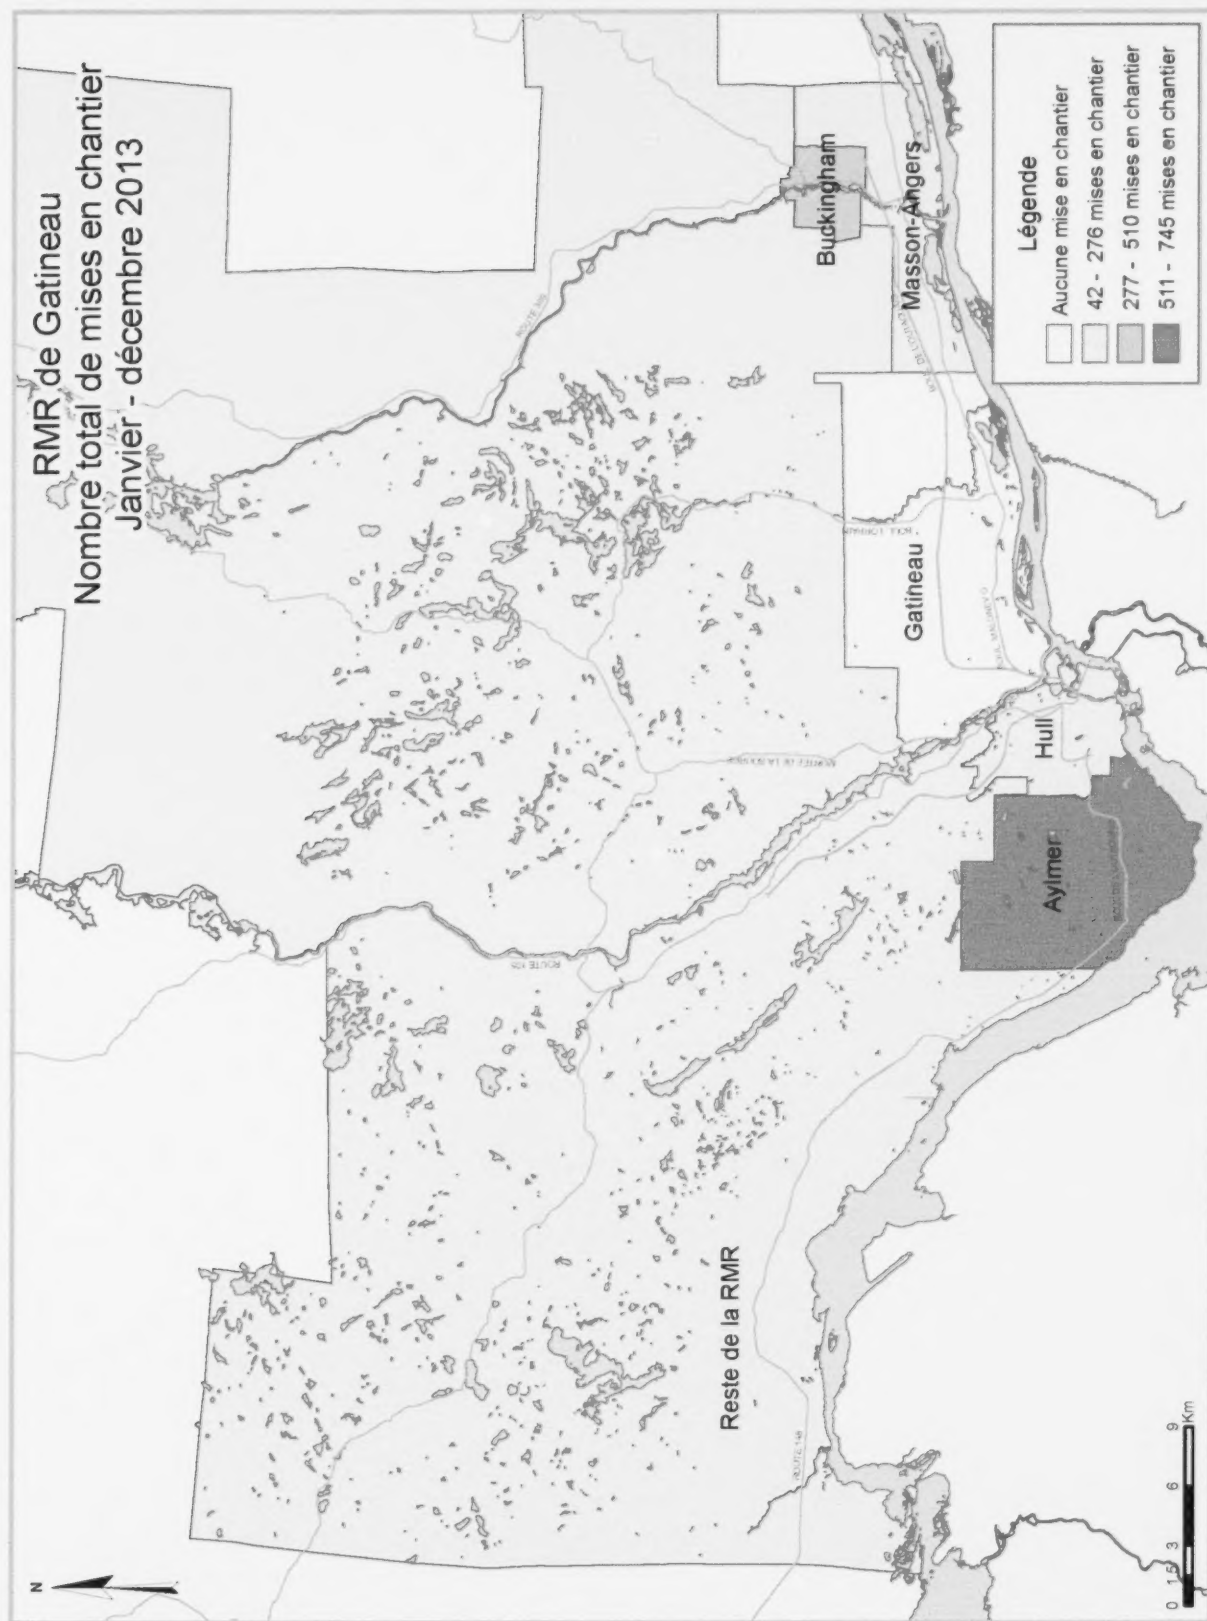 RMR de Gatineau
Nombre total de mises en chantier
Janvier - décembre 2013
N
ROUTE 105
Buckingham
Masson-Angers
Gatineau
Hull
Aylmer
Reste de la RMR
ROUTE 148
Légende
Aucune mise en chantier
42 - 276 mises en chantier
277 - 510 mises en chantier
511 - 745 mises en chantier
0 1.5 3 6 9
Km